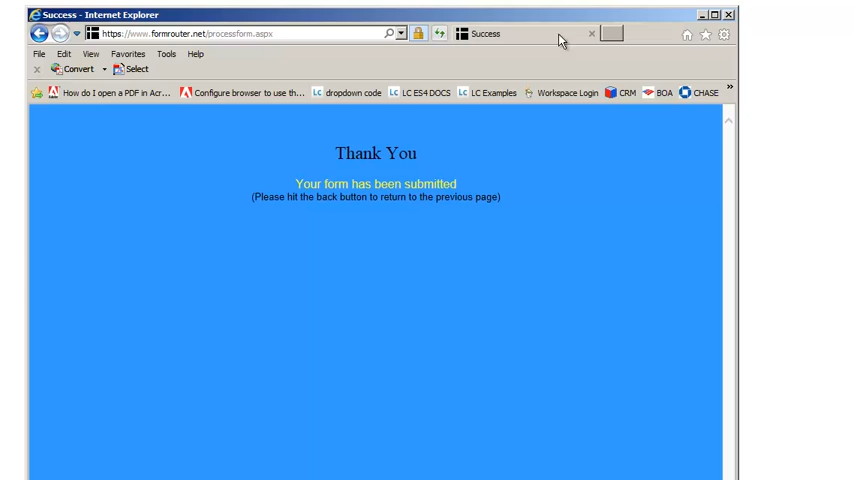 Success - Internet Explorer
https://www.formrouter.net/processform.aspx
Success
File Edit View Favorites Tools Help
x Convert Select
How do I open a PDF in Acr... Configure browser to use th... LC dropdown code LC LC ES4 DOCS LC LC Examples Workspace Login CRM BOA CHASE »
Thank You
Your form has been submitted
(Please hit the back button to return to the previous page)